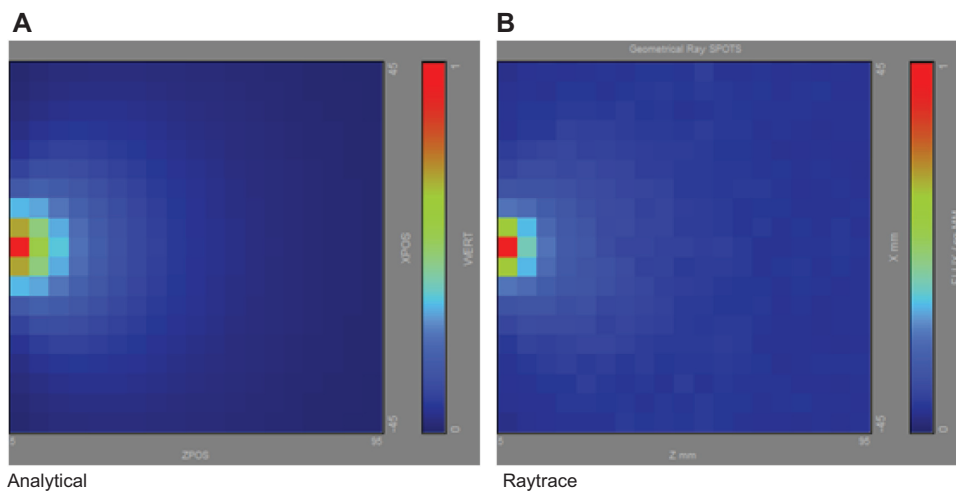 A
B
Geometrical Ray SPOTS
45
XPOS
-45
1
WERT
0
5
95
ZPOS
45
X mm
-45
1
0
5
95
Z mm
Analytical
Raytrace